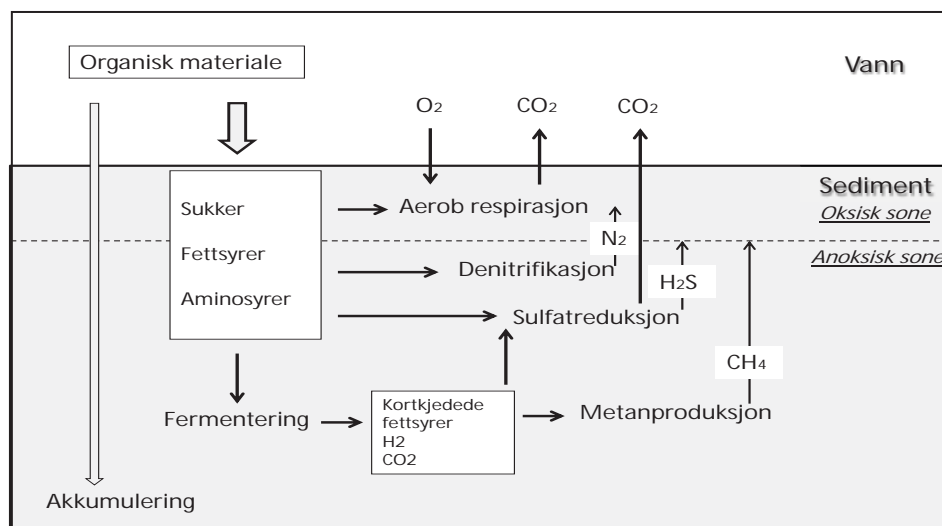 Organisk materiale
Vann
O2
CO2
CO2
Sediment
Oksisk sone
Sukker
Aerob respirasjon
N2
Anoksisk sone
Fettsyrer
Denitrifikasjon
H2S
Aminosyrer
Sulfatreduksjon
CH4
Fermentering
Kortkjedede
fettsyrer
H2
CO2
Metanproduksjon
Akkumulering